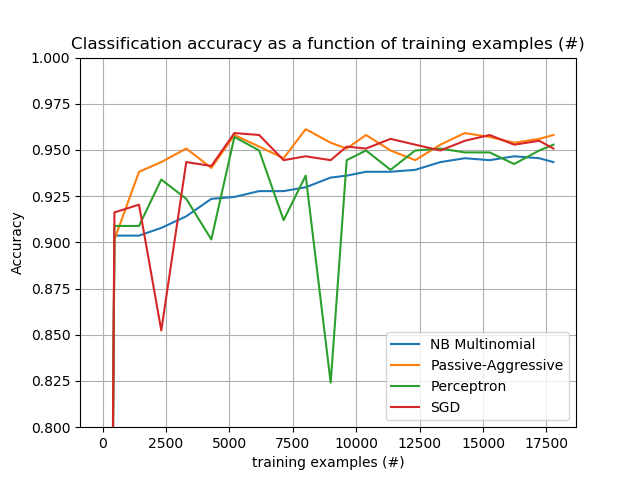 Classification accuracy as a function of training examples (#)
1.000
0.975
0.950
0.925
0.900
0.875
0.850
0.825
0.800
Accuracy
NB Multinomial
Passive-Aggressive
Perceptron
SGD
0 2500 5000 7500 10000 12500 15000 17500
training examples (#)